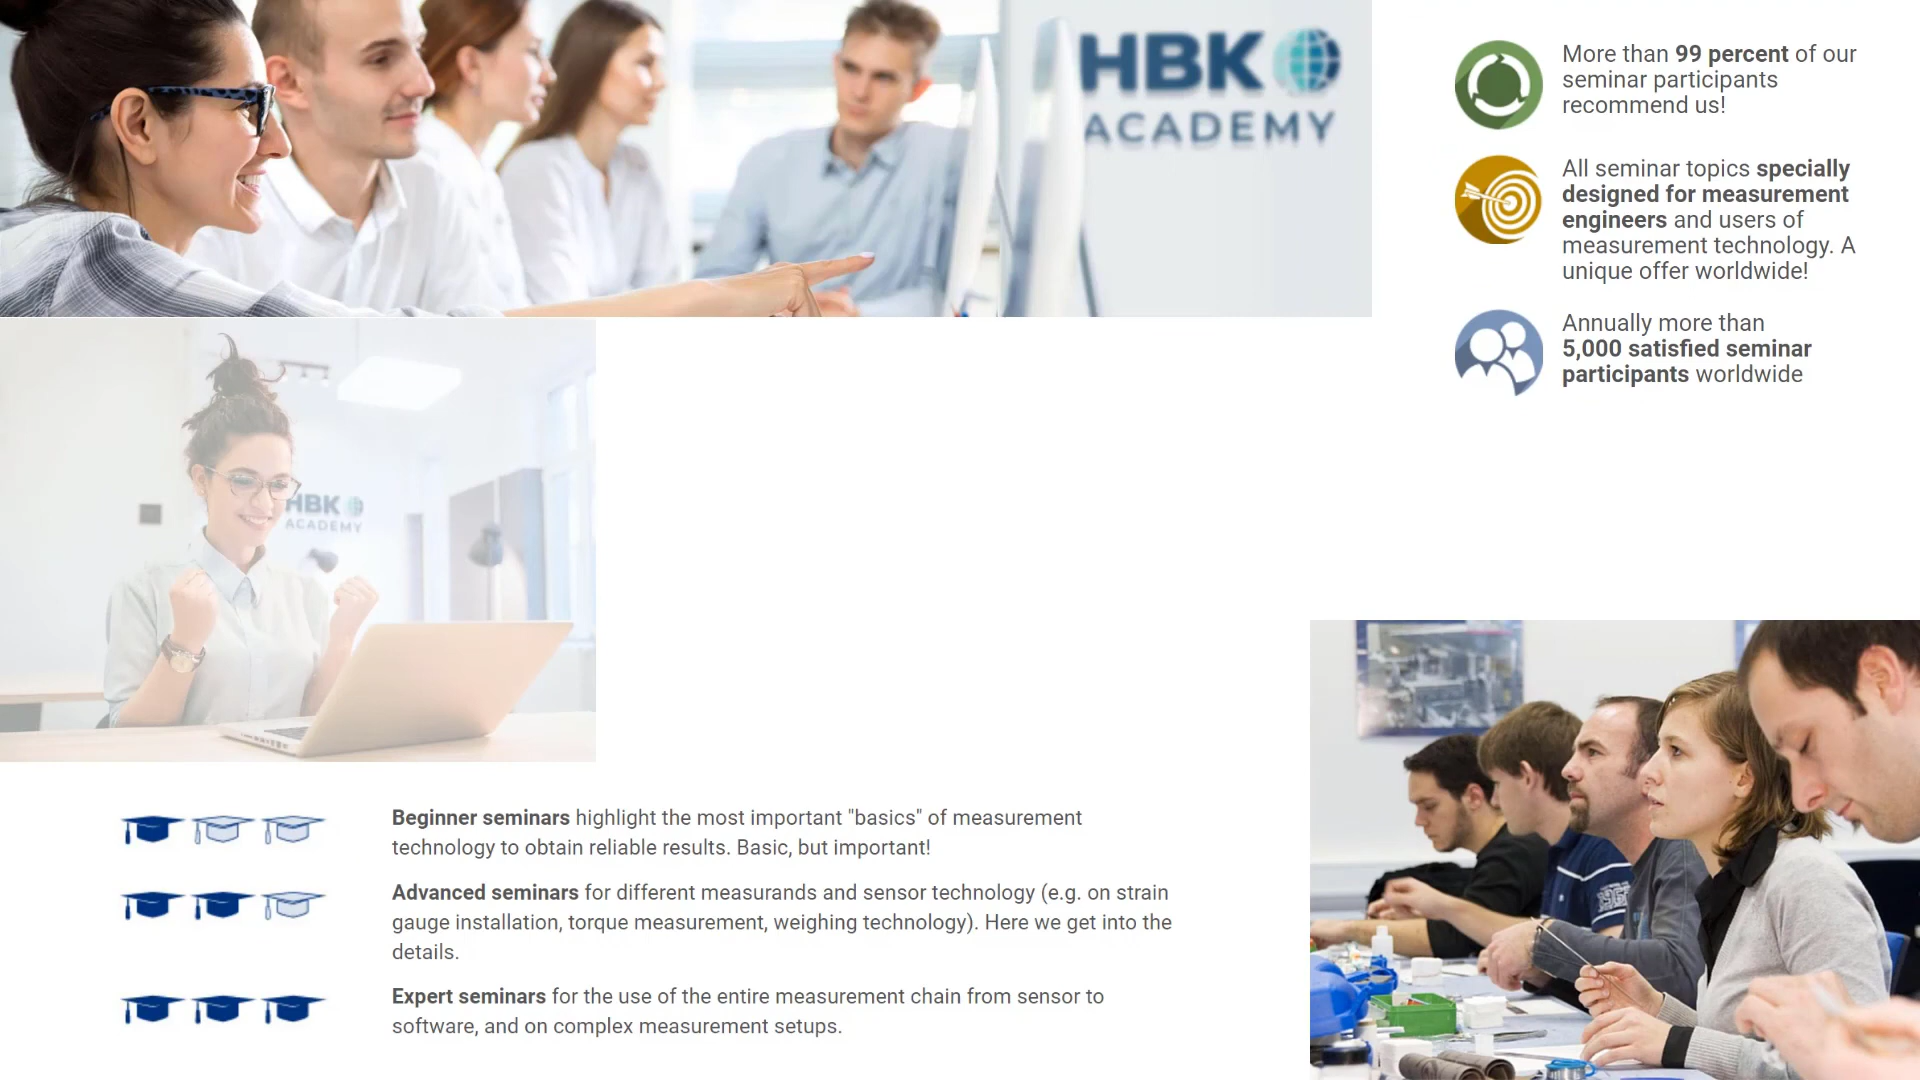 HBK
ACADEMY
More than 99 percent of our
seminar participants
recommend us!
All seminar topics specially
designed for measurement
engineers and users of
measurement technology. A
unique offer worldwide!
Annually more than
5,000 satisfied seminar
participants worldwide
HBK
ACADEMY
Beginner seminars highlight the most important "basics" of measurement
technology to obtain reliable results. Basic, but important!
Advanced seminars for different measurands and sensor technology (e.g. on strain
gauge installation, torque measurement, weighing technology). Here we get into the
details.
Expert seminars for the use of the entire measurement chain from sensor to
software, and on complex measurement setups.